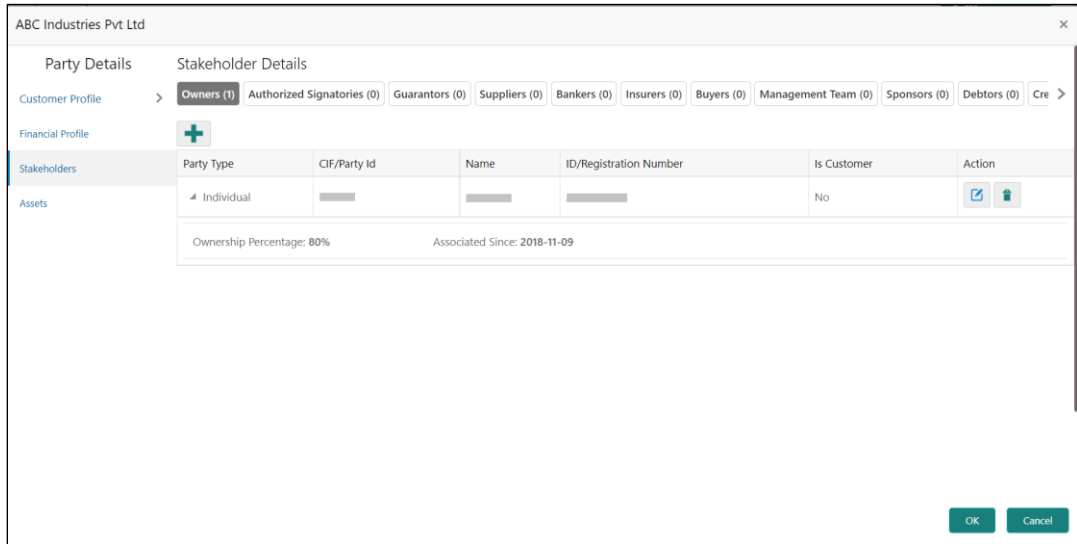 ABC Industries Pvt Ltd
Party Details
Customer Profile
Financial Profile
Stakeholders
Assets
Stakeholder Details
Owners (1) Authorized Signatories (0) Guarantors (0) Suppliers (0) Bankers (0) Insurers (0) Buyers (0) Management Team (0) Sponsors (0) Debtors (0) Cre
Party Type CIF/Party Id Name ID/Registration Number Is Customer Action
Individual No
Ownership Percentage: 80% Associated Since: 2018-11-09
OK Cancel